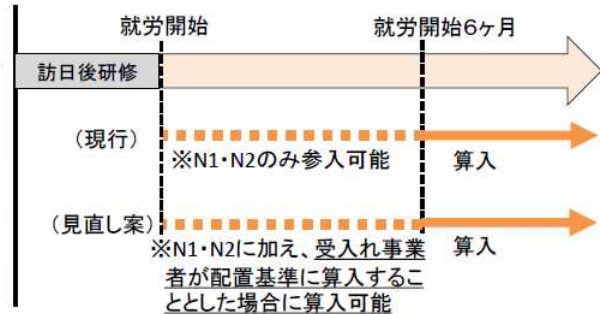 就労開始
就労開始6ヶ月
訪日後研修
（現行）
※N1・N2のみ参入可能
算入
（見直し案）
※N1・N2に加え、受入れ事業
者が配置基準に算入するこ
ととした場合に算入可能
算入